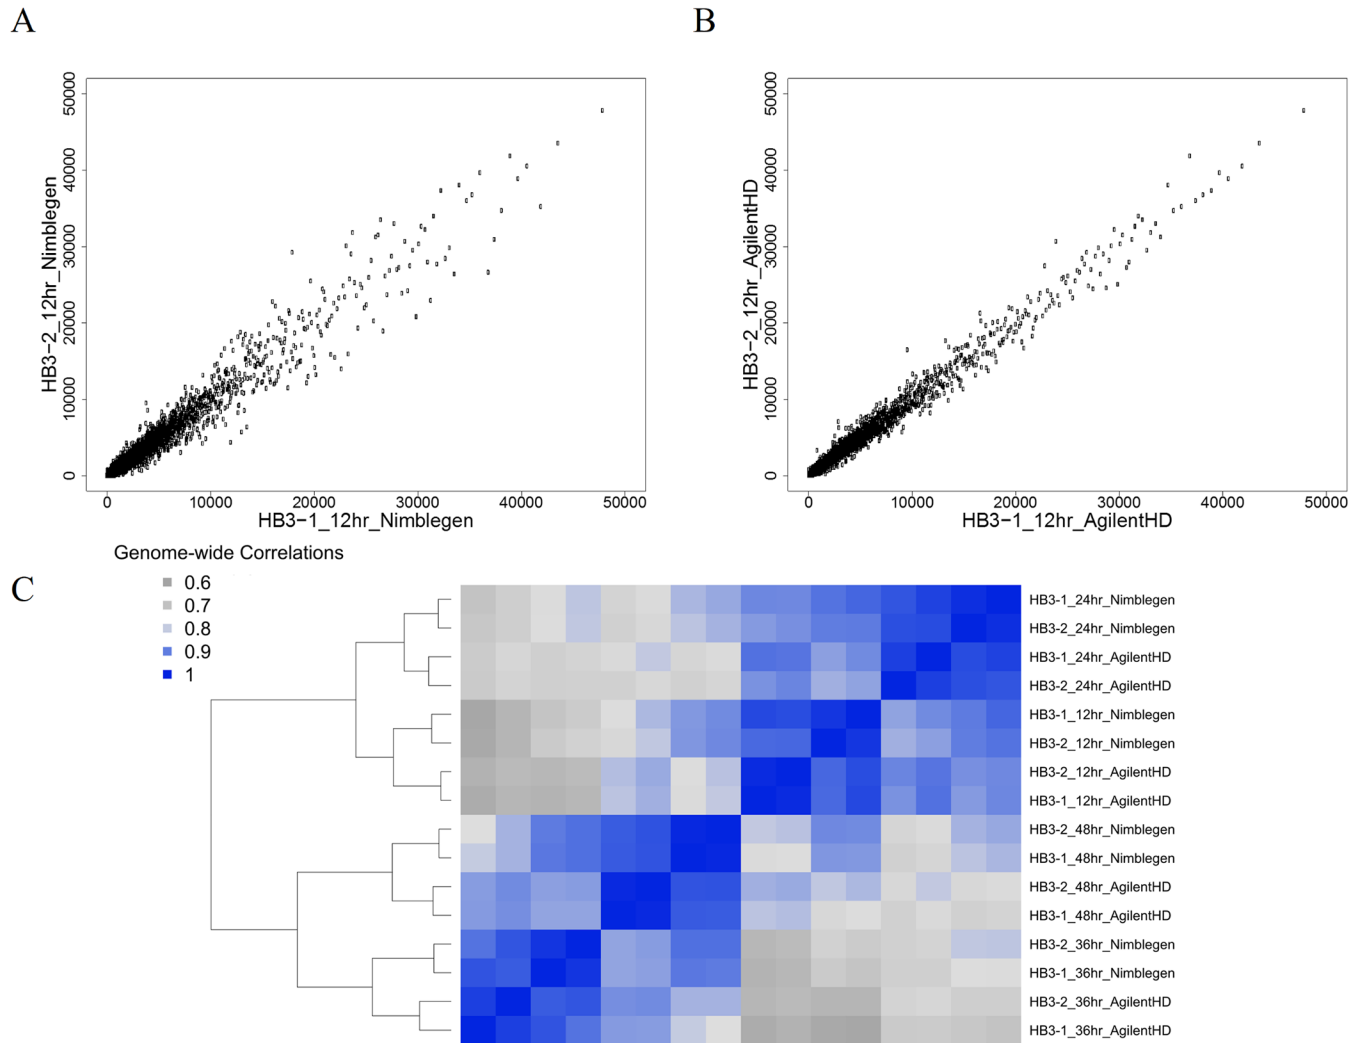 A
B
50000
40000
30000
20000
10000
0
HB3−2_12hr_Nimblegen
0
10000
20000
30000
40000
50000
HB3−1_12hr_Nimblegen
50000
40000
30000
20000
10000
0
HB3−2_12hr_AgilentHD
0
10000
20000
30000
40000
50000
HB3−1_12hr_AgilentHD
C
Genome-wide Correlations
0.6
0.7
0.8
0.9
1
HB3-1_24hr_Nimblegen
HB3-2_24hr_Nimblegen
HB3-1_24hr_AgilentHD
HB3-2_24hr_AgilentHD
HB3-1_12hr_Nimblegen
HB3-2_12hr_Nimblegen
HB3-2_12hr_AgilentHD
HB3-1_12hr_AgilentHD
HB3-2_48hr_Nimblegen
HB3-1_48hr_Nimblegen
HB3-2_48hr_AgilentHD
HB3-1_48hr_AgilentHD
HB3-2_36hr_Nimblegen
HB3-1_36hr_Nimblegen
HB3-2_36hr_AgilentHD
HB3-1_36hr_AgilentHD